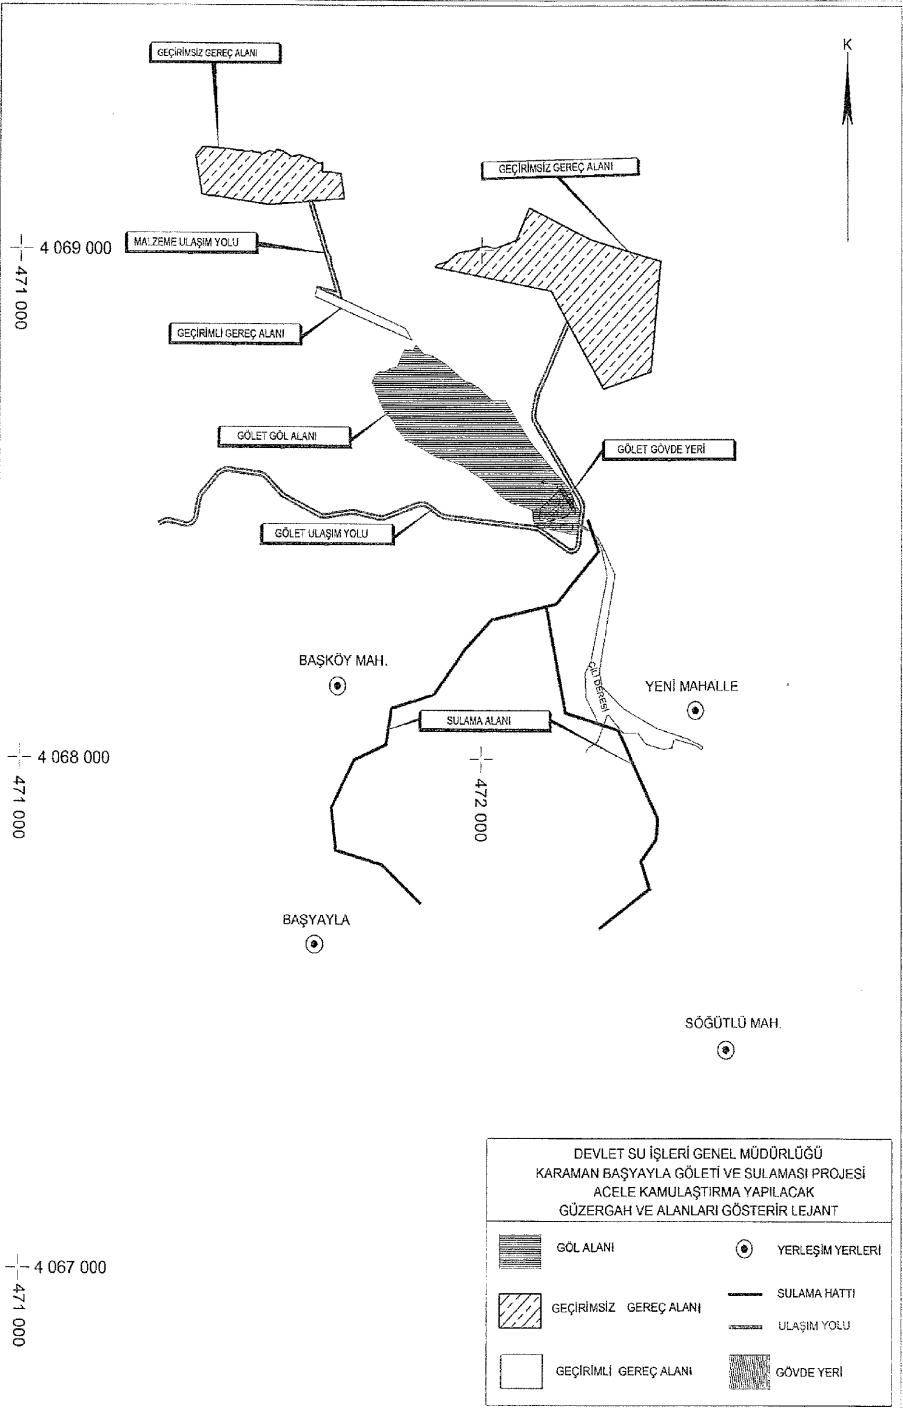 GEÇİRİMSİZ GEREÇ ALANI
K
GEÇİRİMSİZ GEREÇ ALANI
MALZEME ULAŞIM YOLU
4 069 000
471 000
GEÇİRİMLİ GEREÇ ALANI
GÖLET GÖL ALANI
GÖLET GÖVDE YERİ
GÖLET ULAŞIM YOLU
BAŞKÖY MAH.
ÇİLİ DERESİ
YENİ MAHALLE
SULAMA ALANI
4 068 000
471 000
472 000
BAŞYAYLA
SÖĞÜTLÜ MAH.
4 067 000
471 000
DEVLET SU İŞLERİ GENEL MÜDÜRLÜĞÜ
KARAMAN BAŞYAYLA GÖLETİ VE SULAMASI PROJESİ
ACELE KAMULAŞTIRMA YAPILACAK
GÜZERGAH VE ALANLARI GÖSTERİR LEJANT
GÖL ALANI
YERLEŞİM YERLERİ
GEÇİRİMSİZ GEREÇ ALANI
SULAMA HATTI
ULAŞIM YOLU
GEÇİRİMLİ GEREÇ ALANI
GÖVDE YERİ